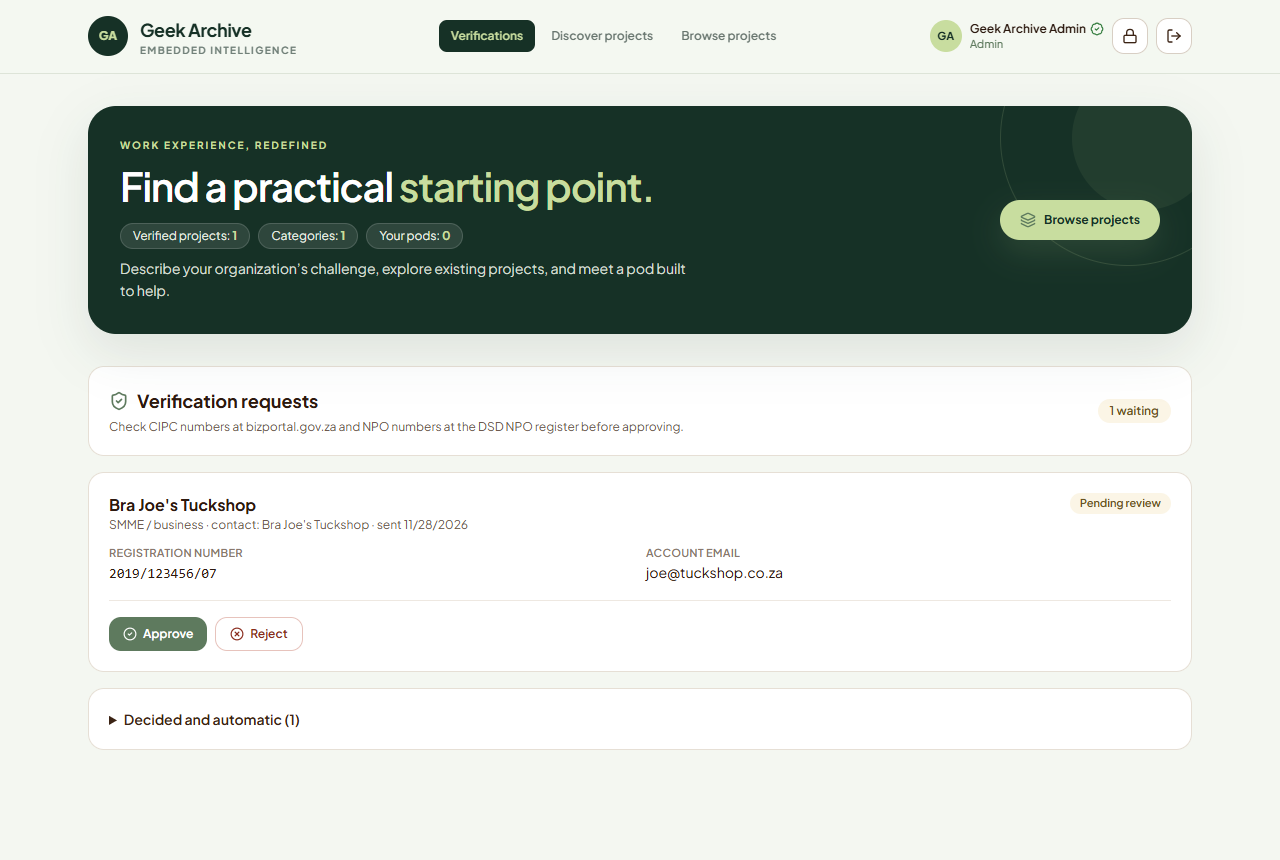 GA
Geek Archive
EMBEDDED INTELLIGENCE
Verifications
Discover projects
Browse projects
GA
Geek Archive Admin
Admin
WORK EXPERIENCE, REDEFINED
Find a practical starting point.
Verified projects: 1
Categories: 1
Your pods: 0
Describe your organization's challenge, explore existing projects, and meet a pod built
to help.
Browse projects
Verification requests
Check CIPC numbers at bizportal.gov.za and NPO numbers at the DSD NPO register before approving.
1 waiting
Bra Joe's Tuckshop
SMME / business · contact: Bra Joe's Tuckshop · sent 11/28/2026
Pending review
REGISTRATION NUMBER
2019/123456/07
ACCOUNT EMAIL
joe@tuckshop.co.za
Approve
Reject
Decided and automatic (1)